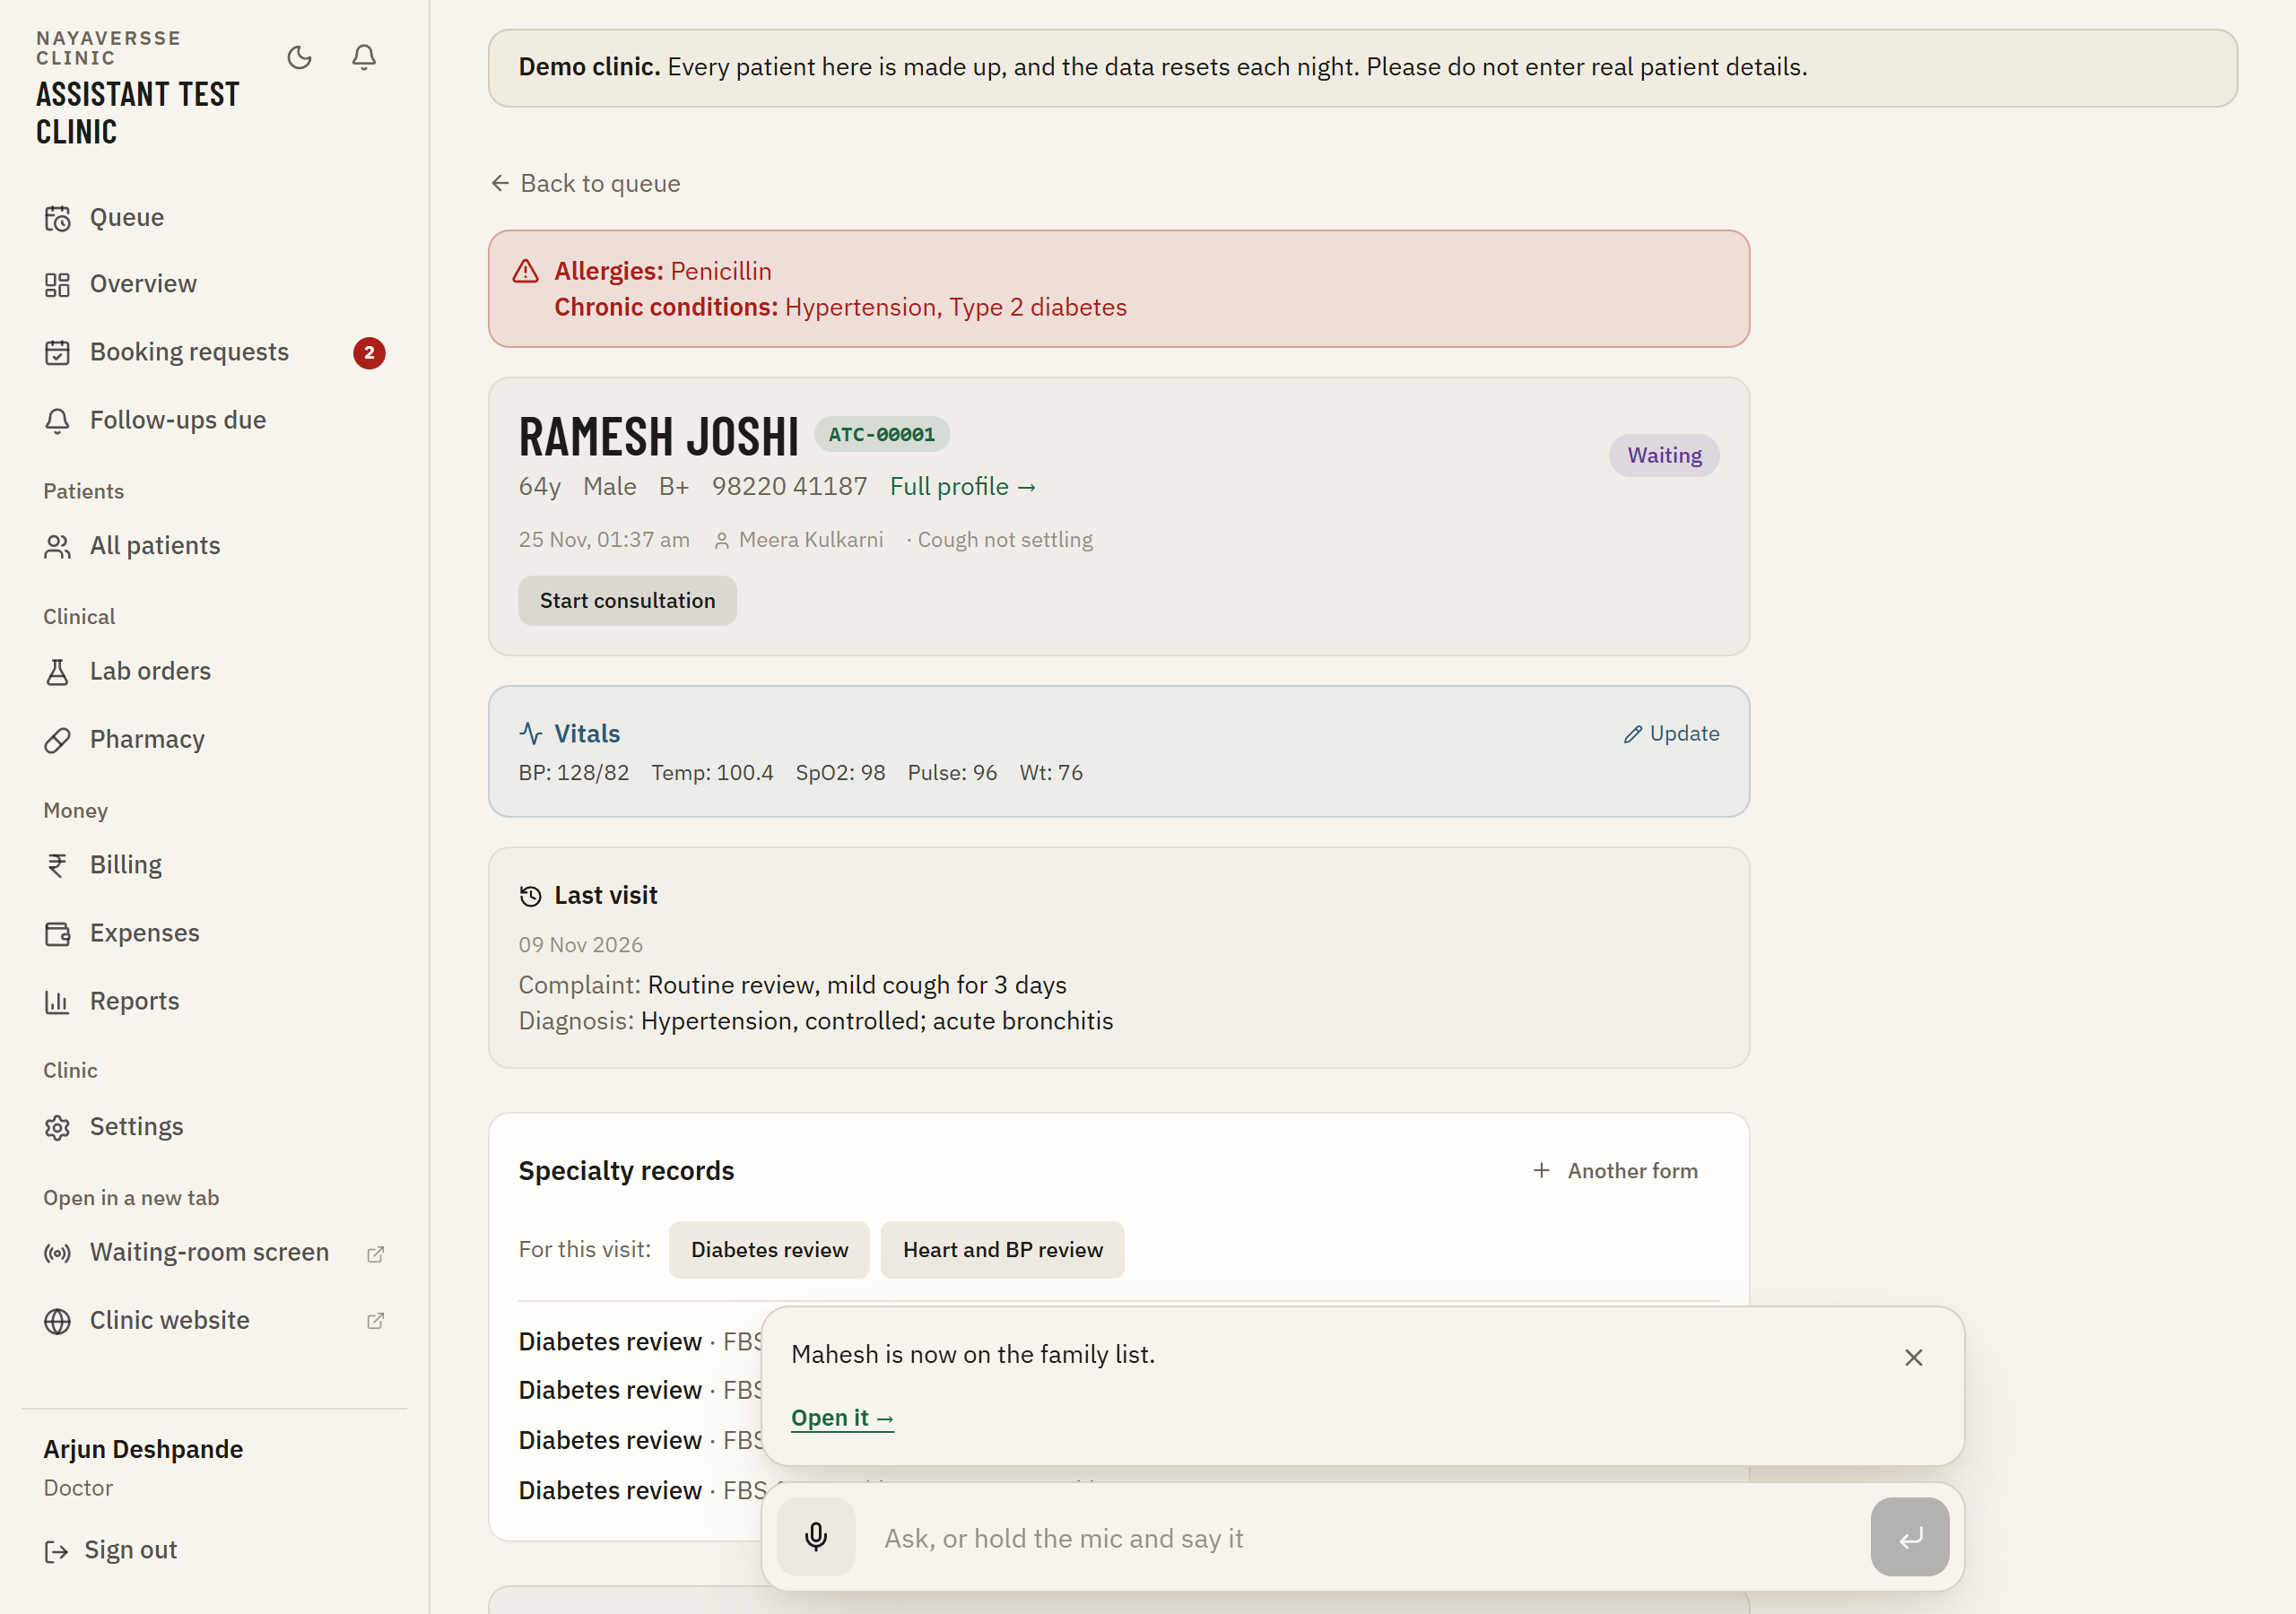 NAYAVERSSE
CLINIC
ASSISTANT TEST
CLINIC
Queue
Overview
Booking requests 2
Follow-ups due
Patients
All patients
Clinical
Lab orders
Pharmacy
Money
Billing
Expenses
Reports
Clinic
Settings
Open in a new tab
Waiting-room screen
Clinic website
Arjun Deshpande
Doctor
Sign out
Demo clinic. Every patient here is made up, and the data resets each night. Please do not enter real patient details.
← Back to queue
Allergies: Penicillin
Chronic conditions: Hypertension, Type 2 diabetes
RAMESH JOSHI ATC-00001
Waiting
64y Male B+ 98220 41187 Full profile →
25 Nov, 01:37 am Meera Kulkarni · Cough not settling
Start consultation
Vitals Update
BP: 128/82 Temp: 100.4 SpO2: 98 Pulse: 96 Wt: 76
Last visit
09 Nov 2026
Complaint: Routine review, mild cough for 3 days
Diagnosis: Hypertension, controlled; acute bronchitis
Specialty records + Another form
For this visit: Diabetes review Heart and BP review
Diabetes review · FBS
Diabetes review · FBS
Diabetes review · FBS
Diabetes review · FBS
Mahesh is now on the family list.
Open it →
Ask, or hold the mic and say it